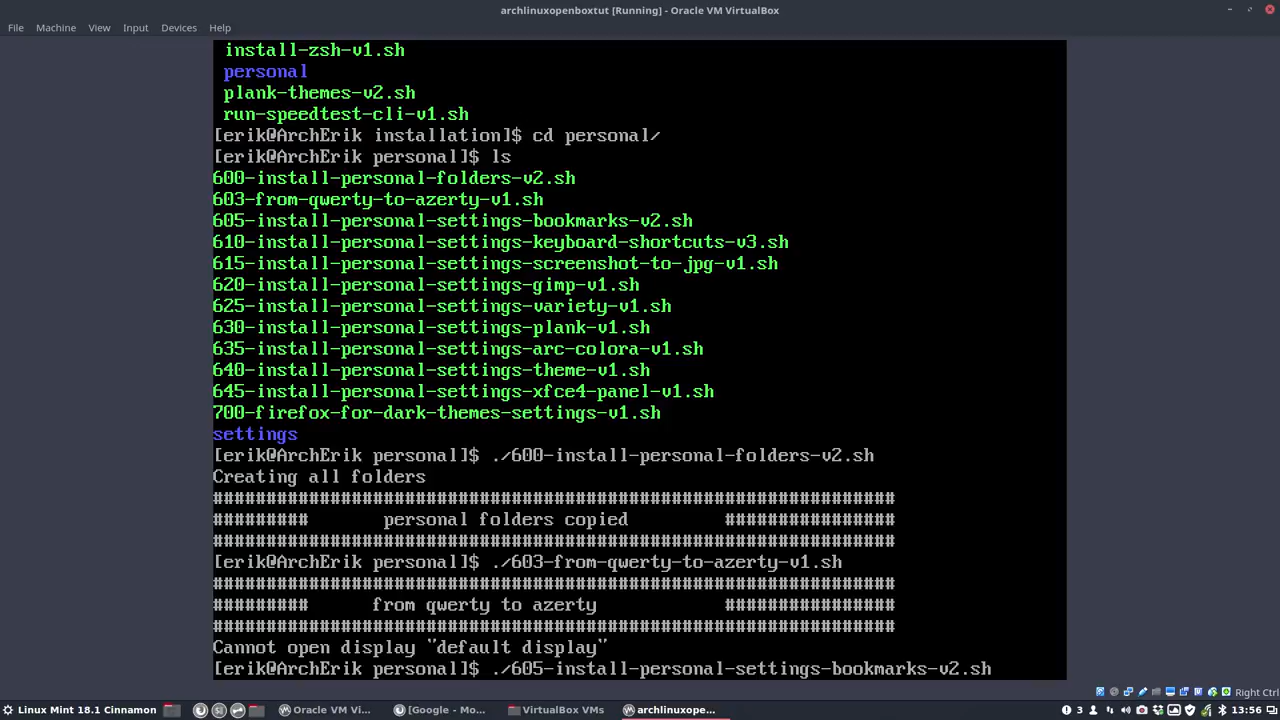 archlinuxopenboxtut [Running] - Oracle VM VirtualBox
File Machine View Input Devices Help
install-zsh-v1.sh
personal
plank-themes-v2.sh
run-speedtest-cli-v1.sh
[erik@ArchErik installation]$ cd personal/
[erik@ArchErik personal]$ ls
600-install-personal-folders-v2.sh
603-from-qwerty-to-azerty-v1.sh
605-install-personal-settings-bookmarks-v2.sh
610-install-personal-settings-keyboard-shortcuts-v3.sh
615-install-personal-settings-screenshot-to-jpg-v1.sh
620-install-personal-settings-gimp-v1.sh
625-install-personal-settings-variety-v1.sh
630-install-personal-settings-plank-v1.sh
635-install-personal-settings-arc-colora-v1.sh
640-install-personal-settings-theme-v1.sh
645-install-personal-settings-xfce4-panel-v1.sh
700-firefox-for-dark-themes-settings-v1.sh
settings
[erik@ArchErik personal]$ ./600-install-personal-folders-v2.sh
Creating all folders
################################################################
######### personal folders copied ################
################################################################
[erik@ArchErik personal]$ ./603-from-qwerty-to-azerty-v1.sh
################################################################
######### from qwerty to azerty ################
################################################################
Cannot open display "default display"
[erik@ArchErik personal]$ ./605-install-personal-settings-bookmarks-v2.sh
Right Ctrl
Linux Mint 18.1 Cinnamon Oracle VM Vi... [Google - Mo... VirtualBox VMs archlinuxope... 3 13:56